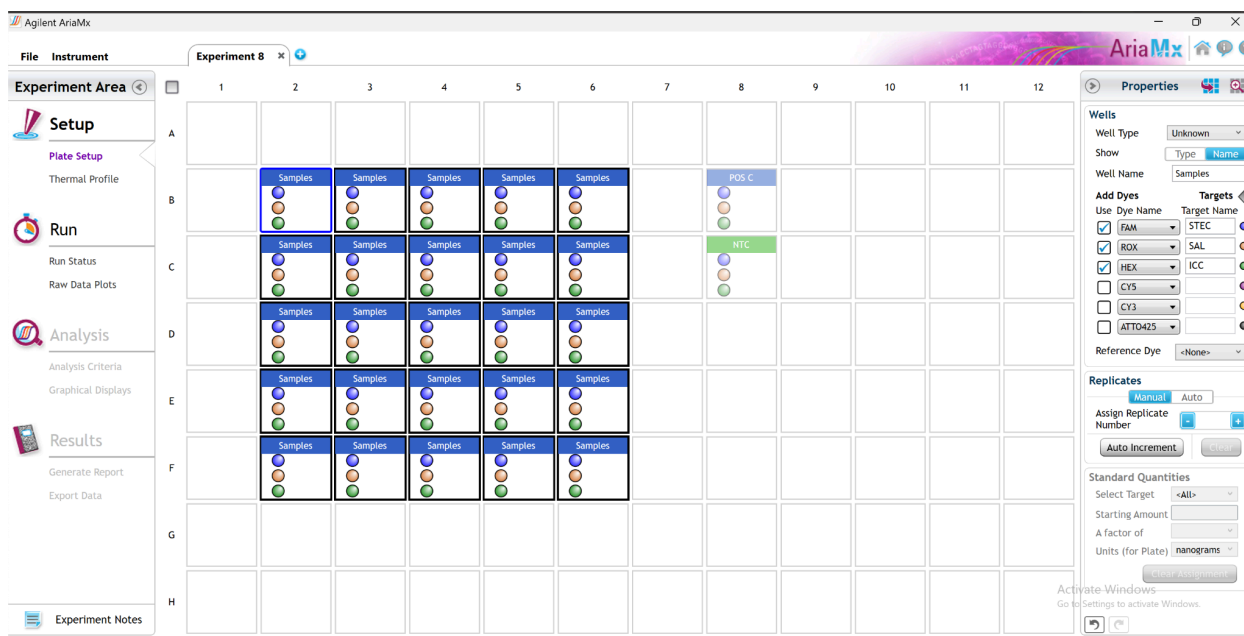 Agilent AriaMx
File Instrument
Experiment 8
AriaMx
Experiment Area
Setup
Plate Setup
Thermal Profile
Run
Run Status
Raw Data Plots
Analysis
Analysis Criteria
Graphical Displays
Results
Generate Report
Export Data
Experiment Notes
1 2 3 4 5 6 7 8 9 10 11 12
A
B
Samples Samples Samples Samples Samples POS C
C
Samples Samples Samples Samples Samples NTC
D
Samples Samples Samples Samples Samples
E
Samples Samples Samples Samples Samples
F
Samples Samples Samples Samples Samples
G
H
Properties
Wells
Well Type Unknown
Show Type Name
Well Name Samples
Add Dyes Targets
Use Dye Name Target Name
FAM STEC
ROX SAL
HEX ICC
CY5
CY3
ATTO425
Reference Dye <None>
Replicates
Manual Auto
Assign Replicate
Number - +
Auto Increment Clear
Standard Quantities
Select Target <All>
Starting Amount
A factor of
Units (for Plate) nanograms
Clear Assignment
Activate Windows
Go to Settings to activate Windows.